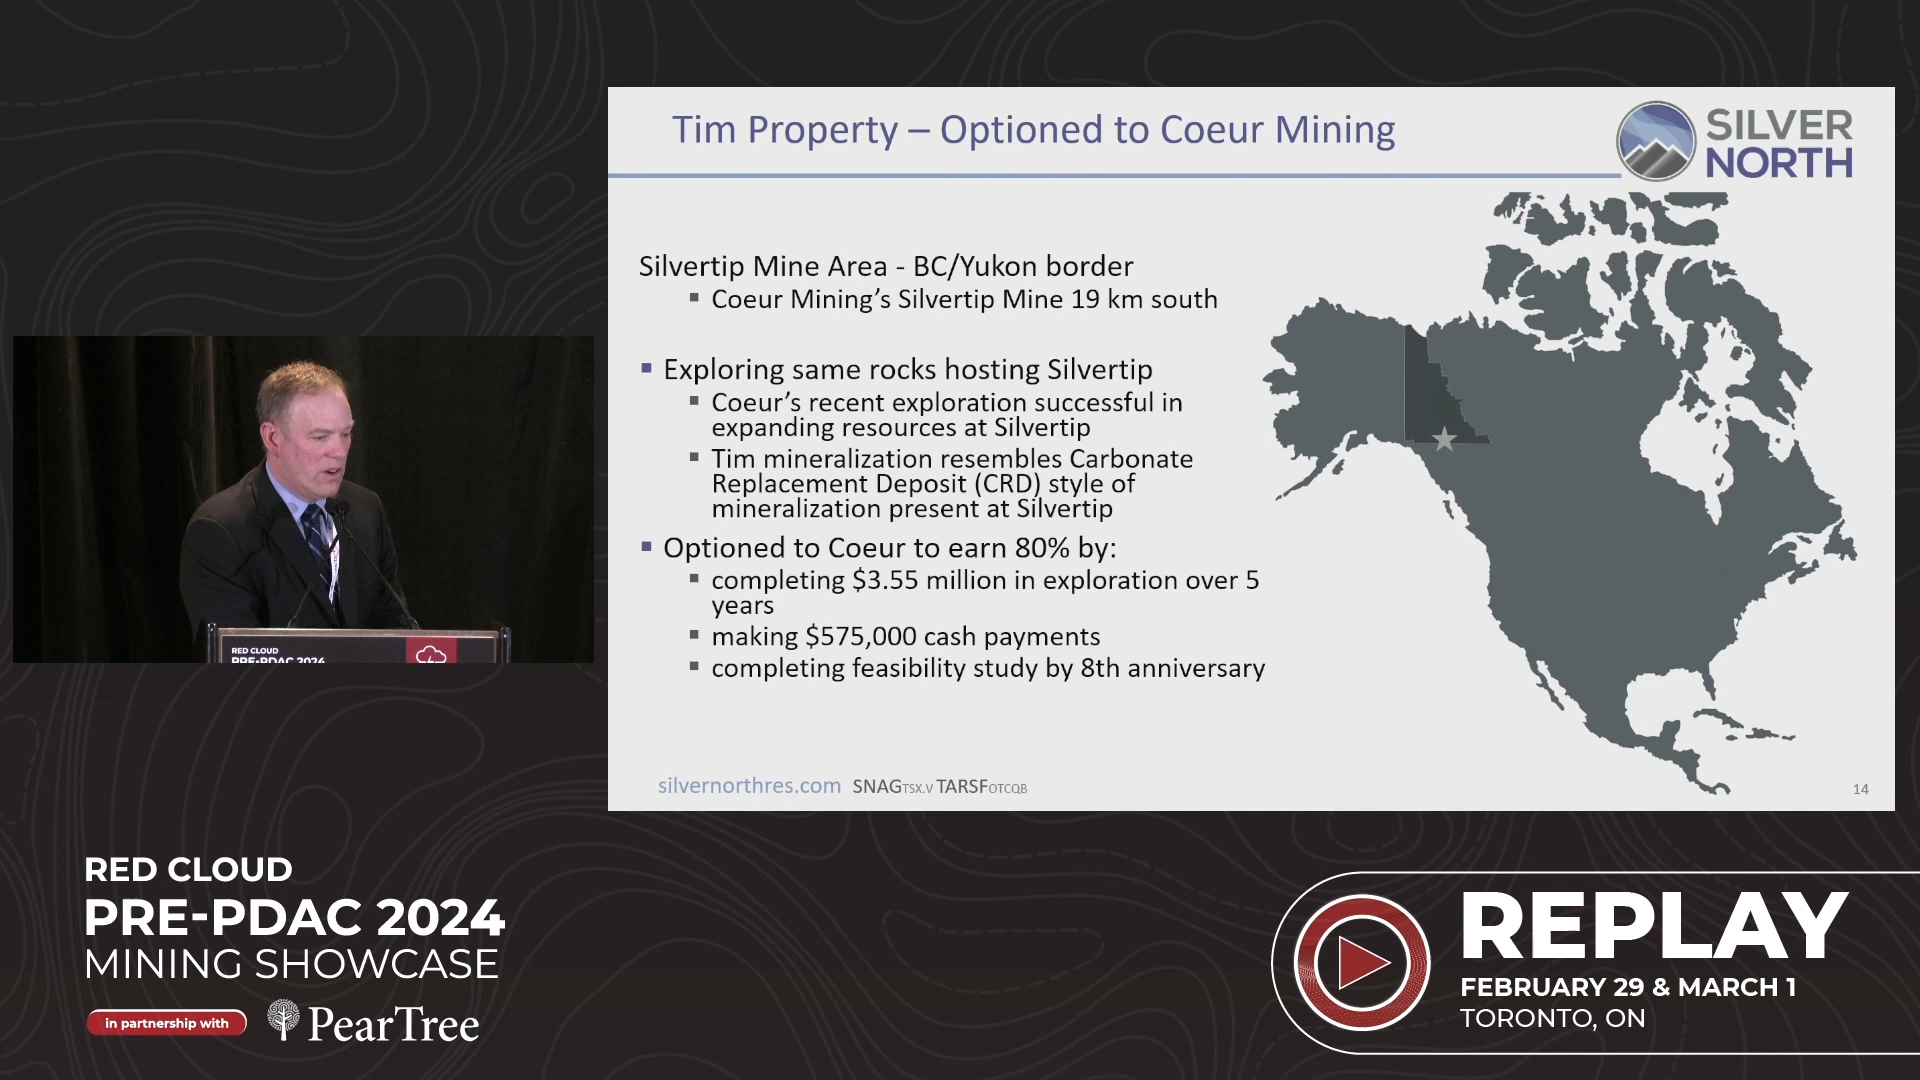 Tim Property – Optioned to Coeur Mining
SILVER
NORTH
Silvertip Mine Area - BC/Yukon border
▪ Coeur Mining’s Silvertip Mine 19 km south
▪ Exploring same rocks hosting Silvertip
▪ Coeur’s recent exploration successful in
expanding resources at Silvertip
▪ Tim mineralization resembles Carbonate
Replacement Deposit (CRD) style of
mineralization present at Silvertip
▪ Optioned to Coeur to earn 80% by:
▪ completing $3.55 million in exploration over 5
years
▪ making $575,000 cash payments
▪ completing feasibility study by 8th anniversary
silvernorthres.com SNAGTSX.V TARSFOTCQB
14
RED CLOUD
PRE-PDAC 2024
RED CLOUD
PRE-PDAC 2024
MINING SHOWCASE
in partnership with PearTree
REPLAY
FEBRUARY 29 & MARCH 1
TORONTO, ON